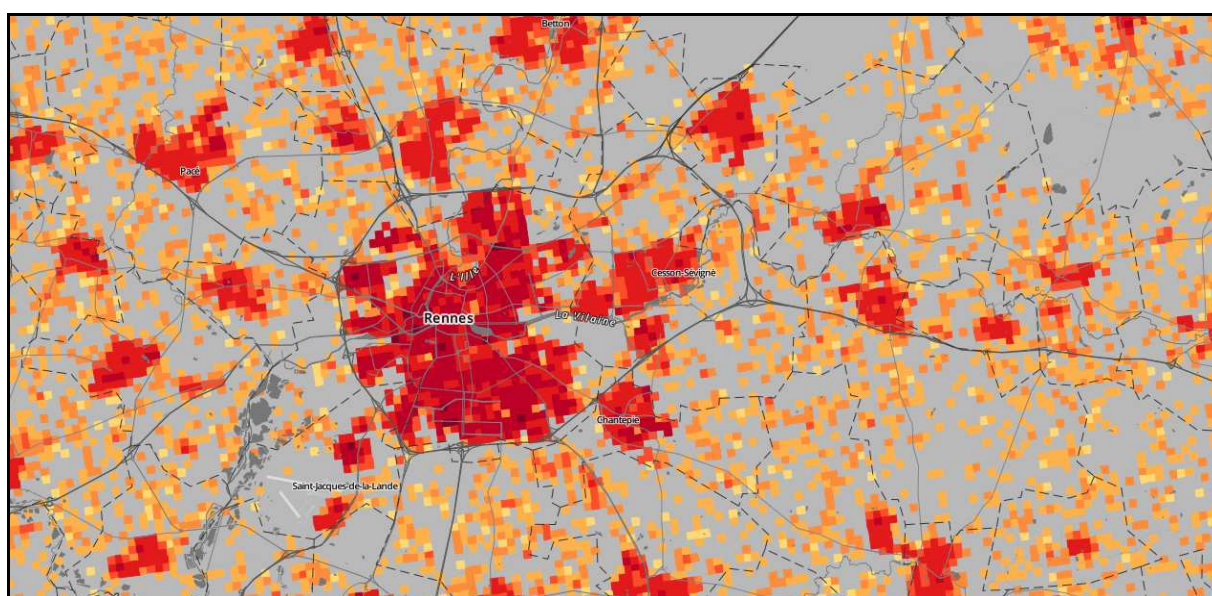 Betton
Pacé
L'Ille
Cesson-Sévigné
Rennes
La Vilaine
Chantepie
Saint-Jacques-de-la-Lande